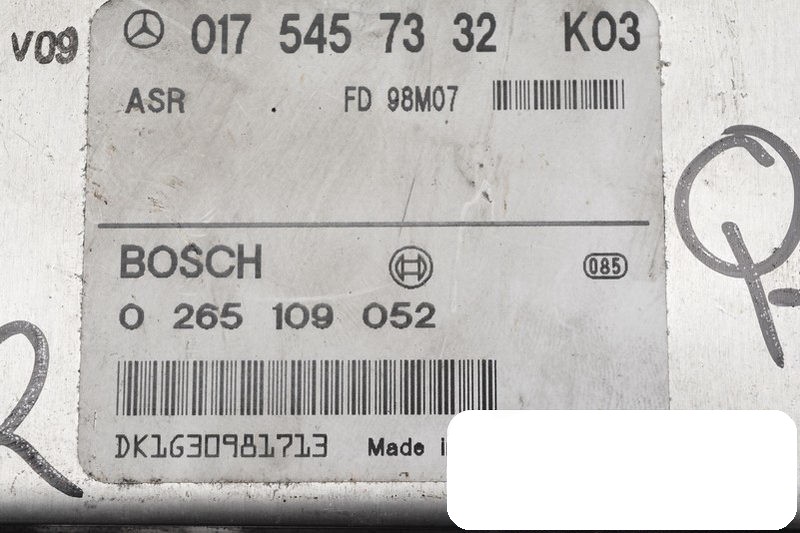 V09
017 545 73 32 K03
ASR FD 98M07
BOSCH 085
0 265 109 052
DK1G30981713 Made
R